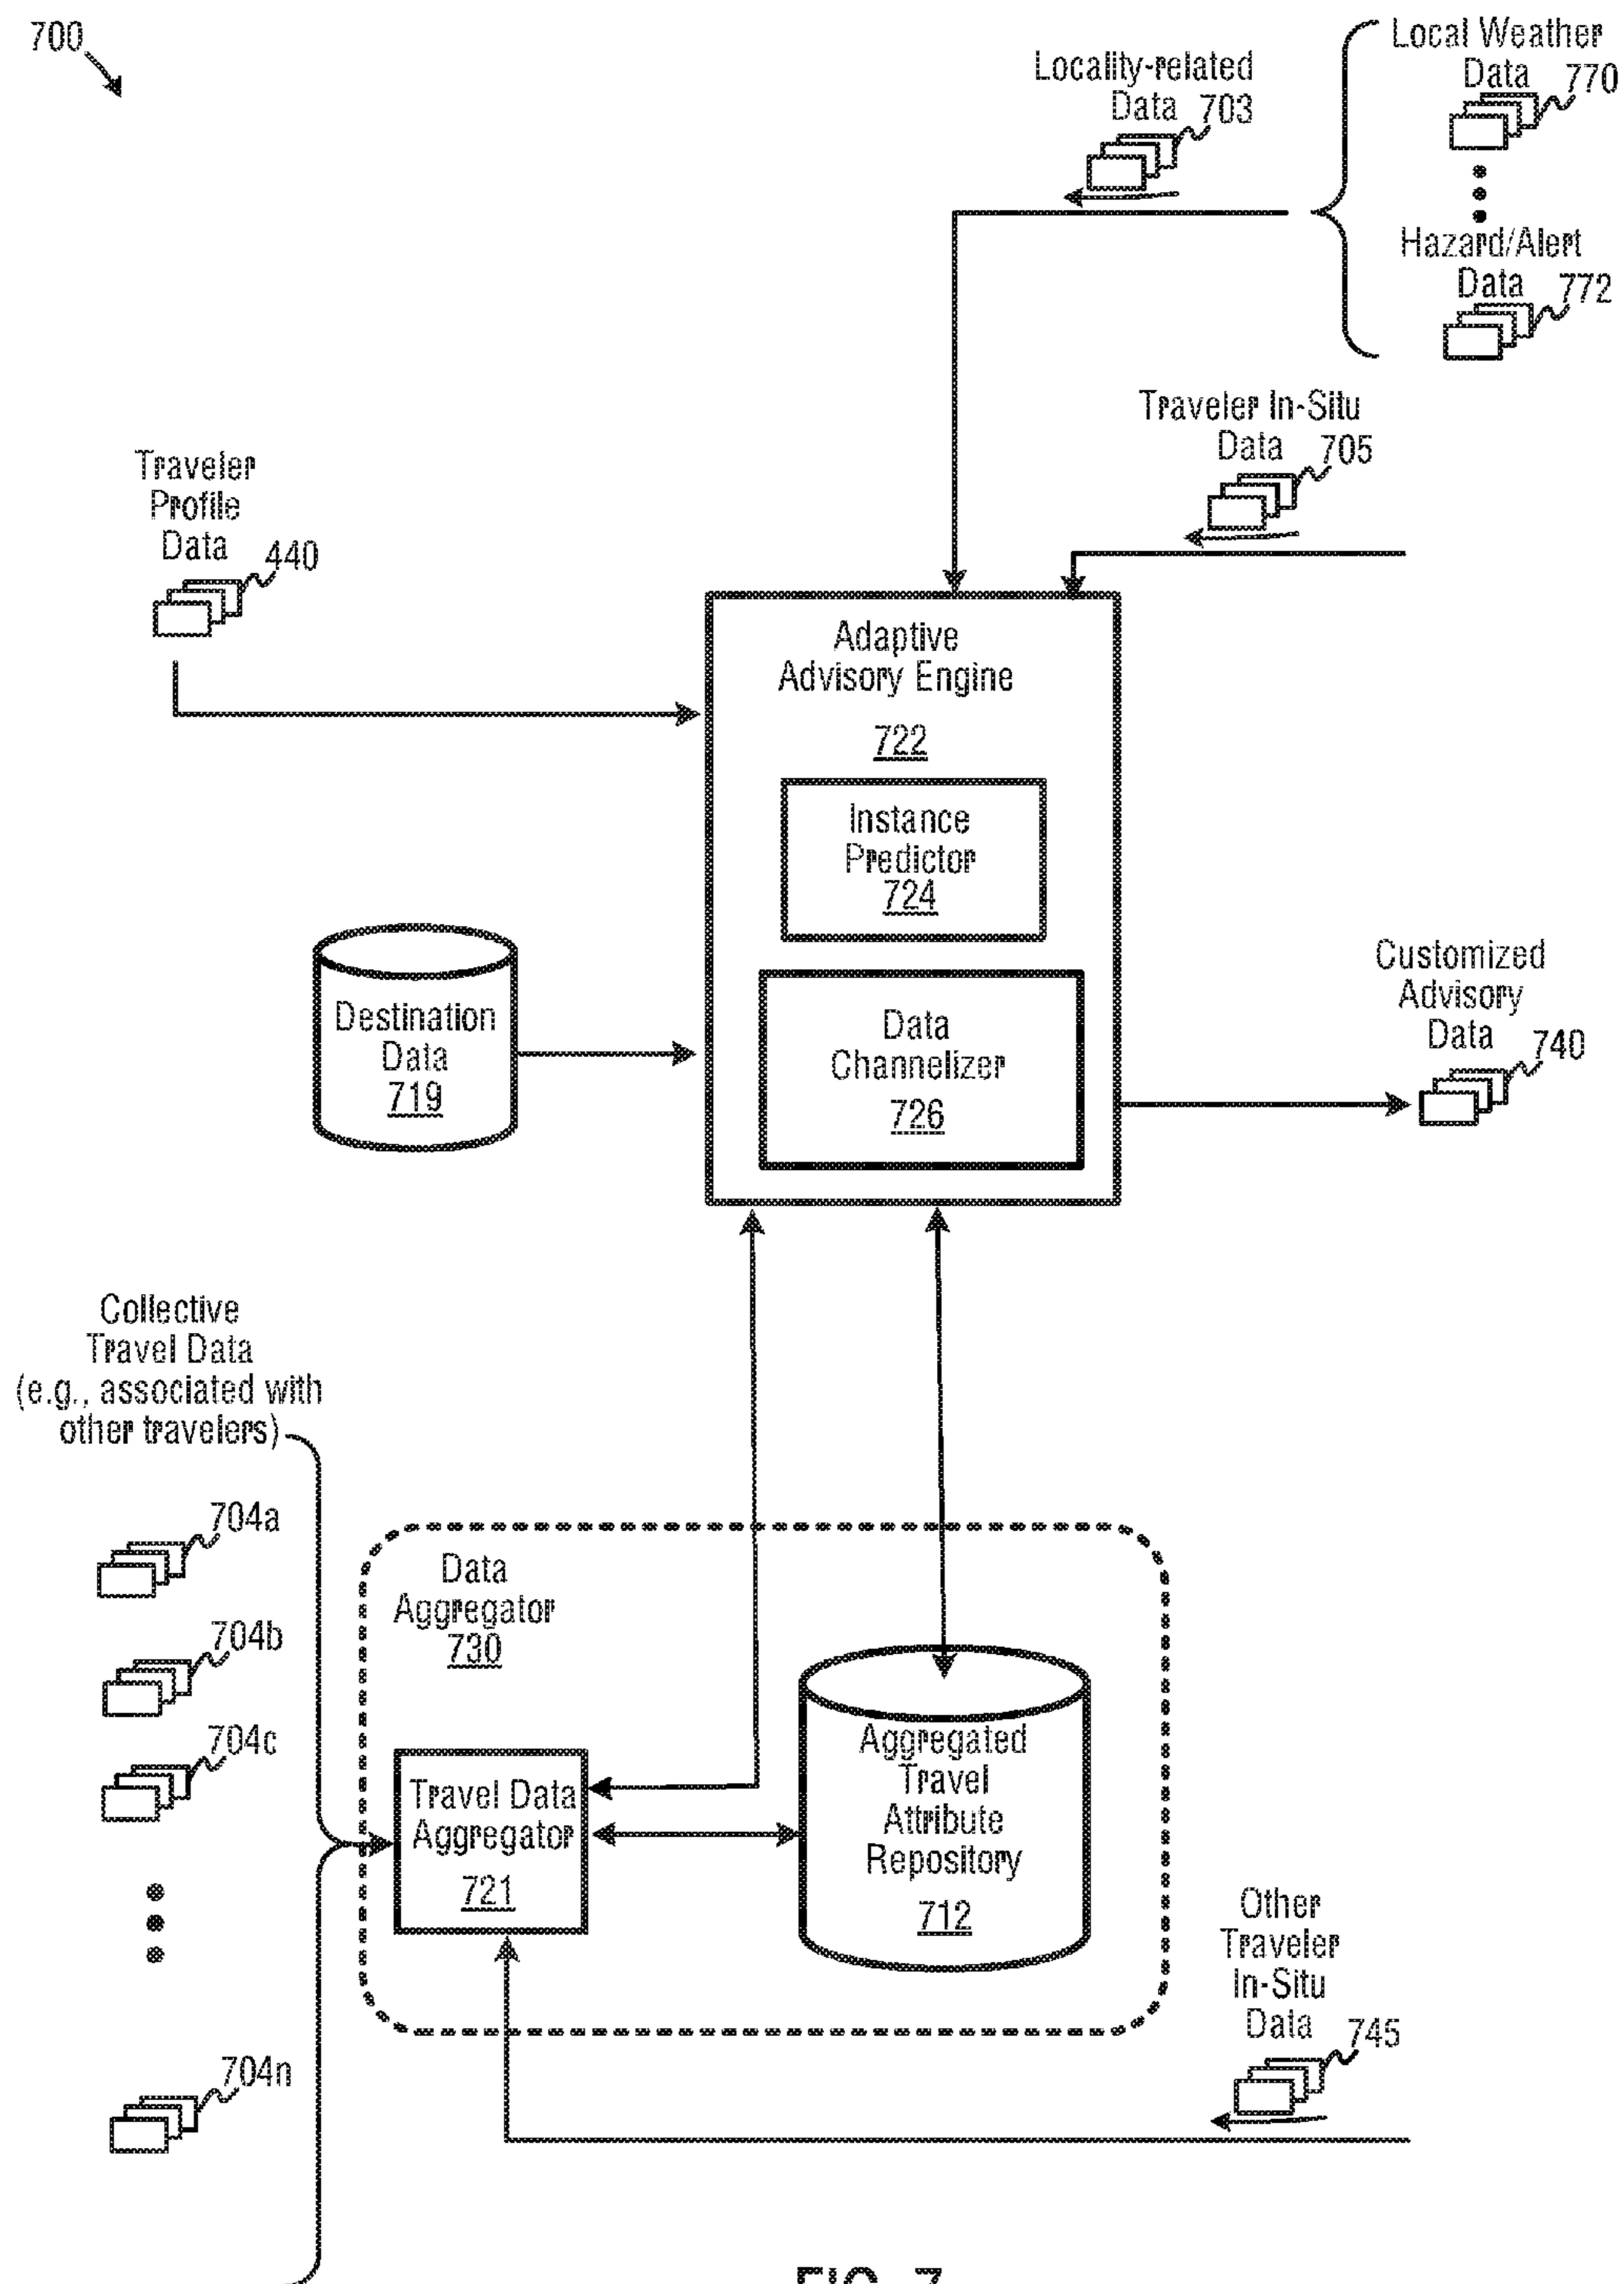 700
Locality-related
Data
703
Local Weather
Data
770
Hazard/Alert
Data
772
Traveler In-Situ
Data
705
Traveler
Profile
Data
440
Adaptive
Advisory Engine
722
Instance
Predictor
724
Destination
Data
719
Data
Channelizer
726
Customized
Advisory
Data
740
Collective
Travel Data
(e.g., associated with
other travelers)
704a
704b
704c
704n
Data
Aggregator
730
Travel Data
Aggregator
721
Aggregated
Travel
Attribute
Repository
712
Other
Traveler
In-Situ
Data
745
FIG. 7